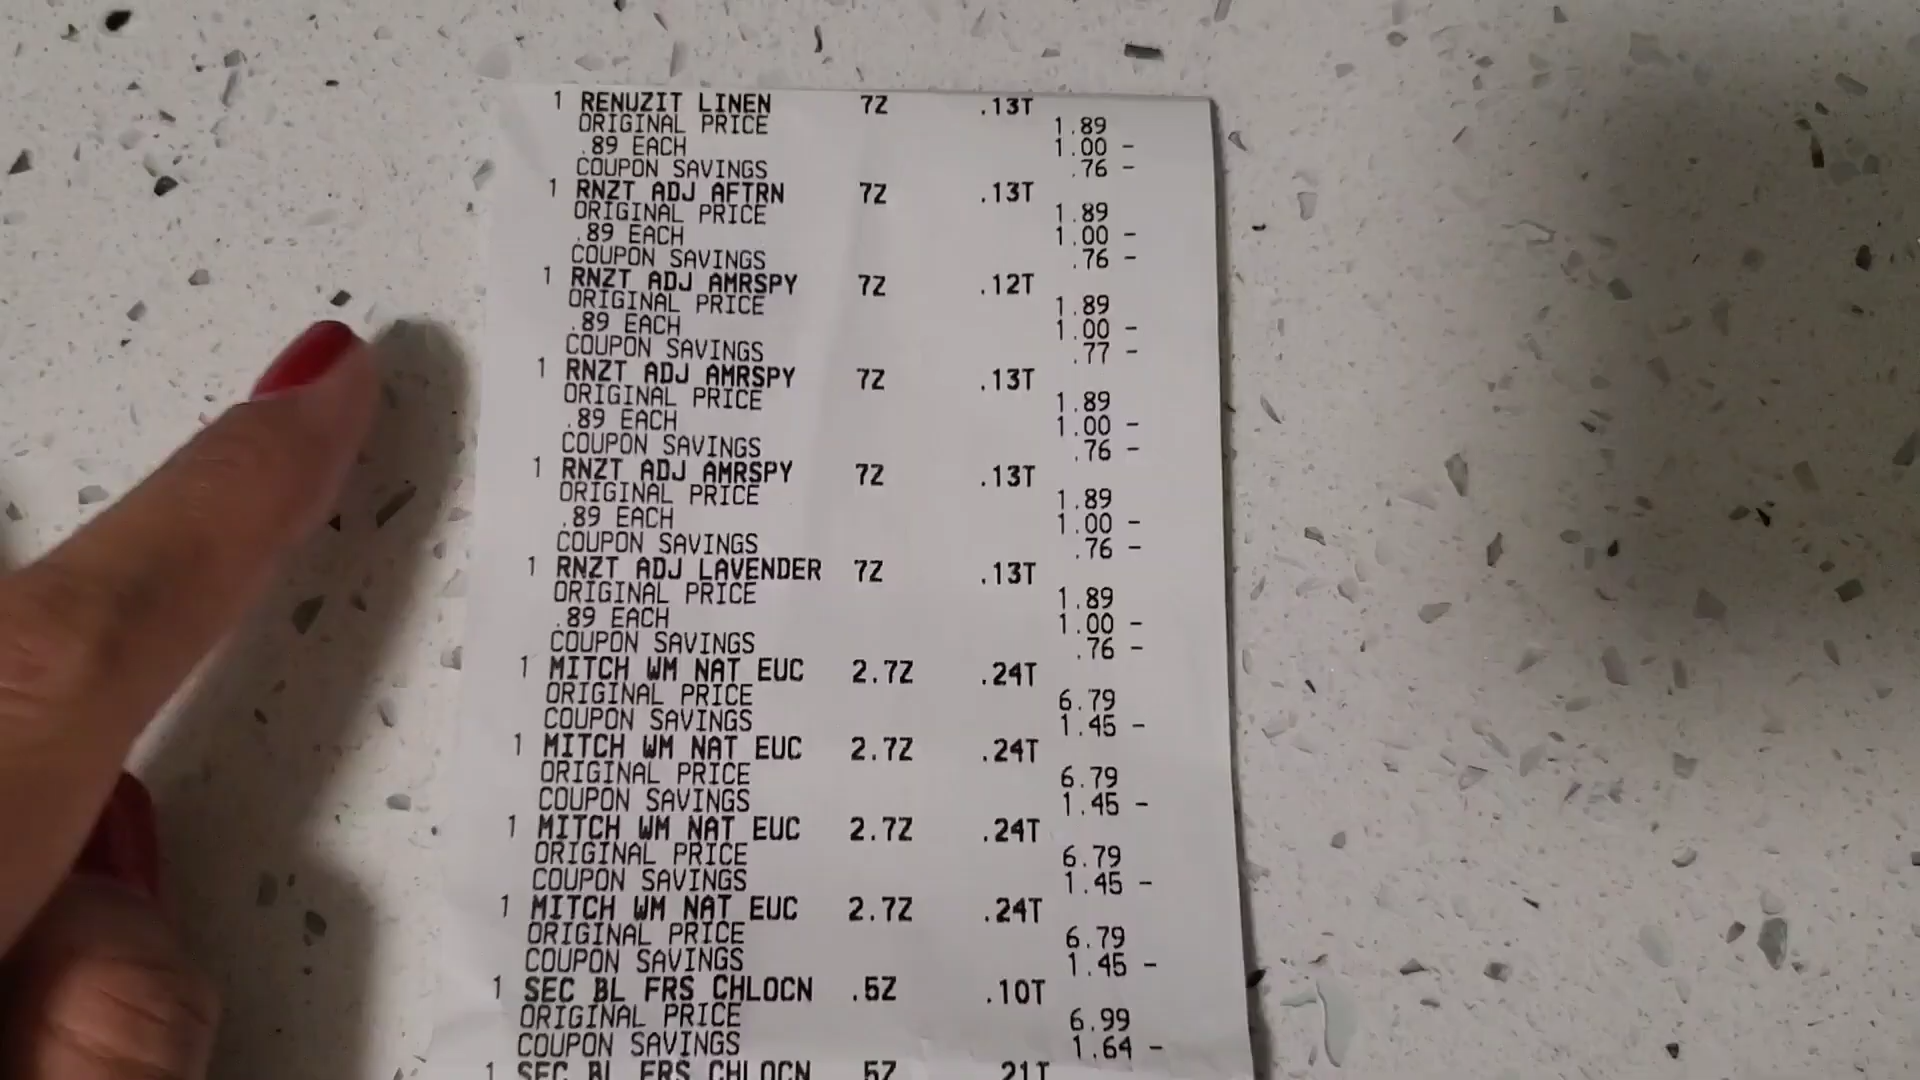 1 RENUZIT LINEN 7Z .13T
ORIGINAL PRICE 1.89
.89 EACH 1.00 -
COUPON SAVINGS .76 -
1 RNZT ADJ AFTRN 7Z .13T
ORIGINAL PRICE 1.89
.89 EACH 1.00 -
COUPON SAVINGS .76 -
1 RNZT ADJ AMRSPY 7Z .12T
ORIGINAL PRICE 1.89
.89 EACH 1.00 -
COUPON SAVINGS .77 -
1 RNZT ADJ AMRSPY 7Z .13T
ORIGINAL PRICE 1.89
.89 EACH 1.00 -
COUPON SAVINGS .76 -
1 RNZT ADJ AMRSPY 7Z .13T
ORIGINAL PRICE 1.89
.89 EACH 1.00 -
COUPON SAVINGS .76 -
1 RNZT ADJ LAVENDER 7Z .13T
ORIGINAL PRICE 1.89
.89 EACH 1.00 -
COUPON SAVINGS .76 -
1 MITCH WM NAT EUC 2.7Z .24T
ORIGINAL PRICE 6.79
COUPON SAVINGS 1.45 -
1 MITCH WM NAT EUC 2.7Z .24T
ORIGINAL PRICE 6.79
COUPON SAVINGS 1.45 -
1 MITCH WM NAT EUC 2.7Z .24T
ORIGINAL PRICE 6.79
COUPON SAVINGS 1.45 -
1 MITCH WM NAT EUC 2.7Z .24T
ORIGINAL PRICE 6.79
COUPON SAVINGS 1.45 -
1 SEC BL FRS CHLOCN .5Z .10T
ORIGINAL PRICE 6.99
COUPON SAVINGS 1.64 -
1 SEC BL FRS CHLOCN .5Z .21T